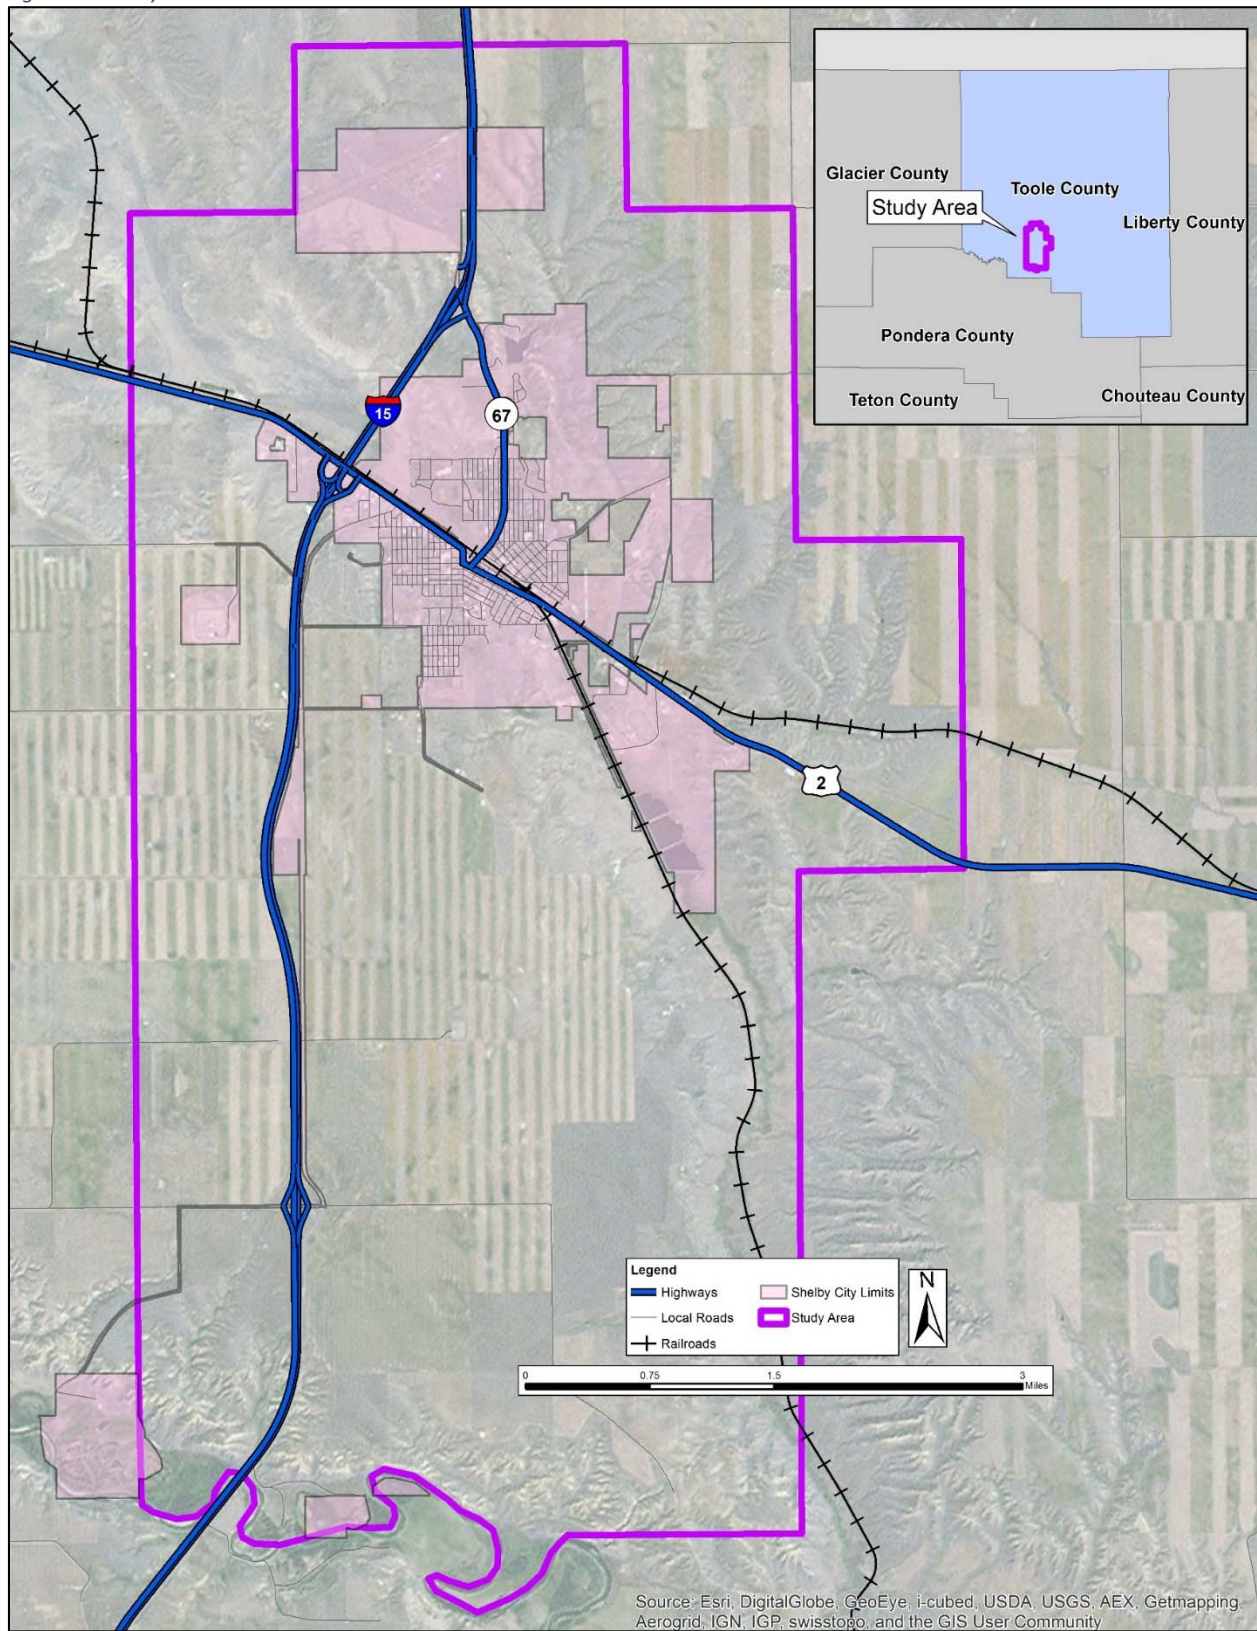 Glacier County
Toole County
Study Area
Liberty County
Pondera County
Teton County
Chouteau County
15
67
2
Legend
Highways
Shelby City Limits
Local Roads
Study Area
Railroads
N
0 0.75 1.5 3
Miles
Source: Esri, DigitalGlobe, GeoEye, i-cubed, USDA, USGS, AEX, Getmapping,
Aerogrid, IGN, IGP, swisstopo, and the GIS User Community